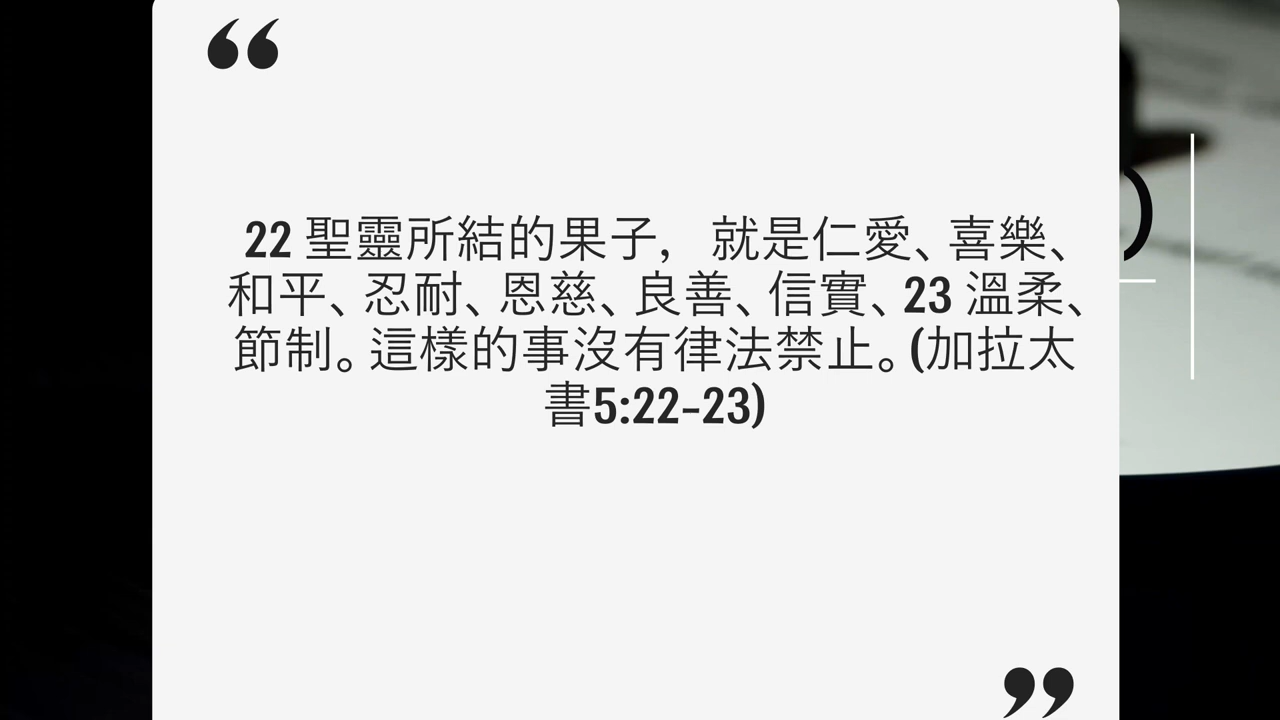 “
22 聖靈所結的果子，就是仁愛、喜樂、
和平、忍耐、恩慈、良善、信實、23 溫柔、
節制。這樣的事沒有律法禁止。(加拉太
書5:22-23)
”